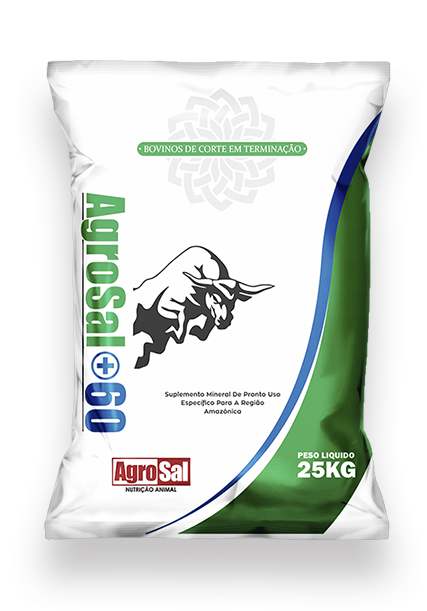 • BOVINOS DE CORTE EM TERMINAÇÃO •
AgroSal+60
Suplemento Mineral De Pronto Uso
Específico Para A Região
Amazônica
PESO LIQUIDO
25KG
AgroSal
NUTRIÇÃO ANIMAL